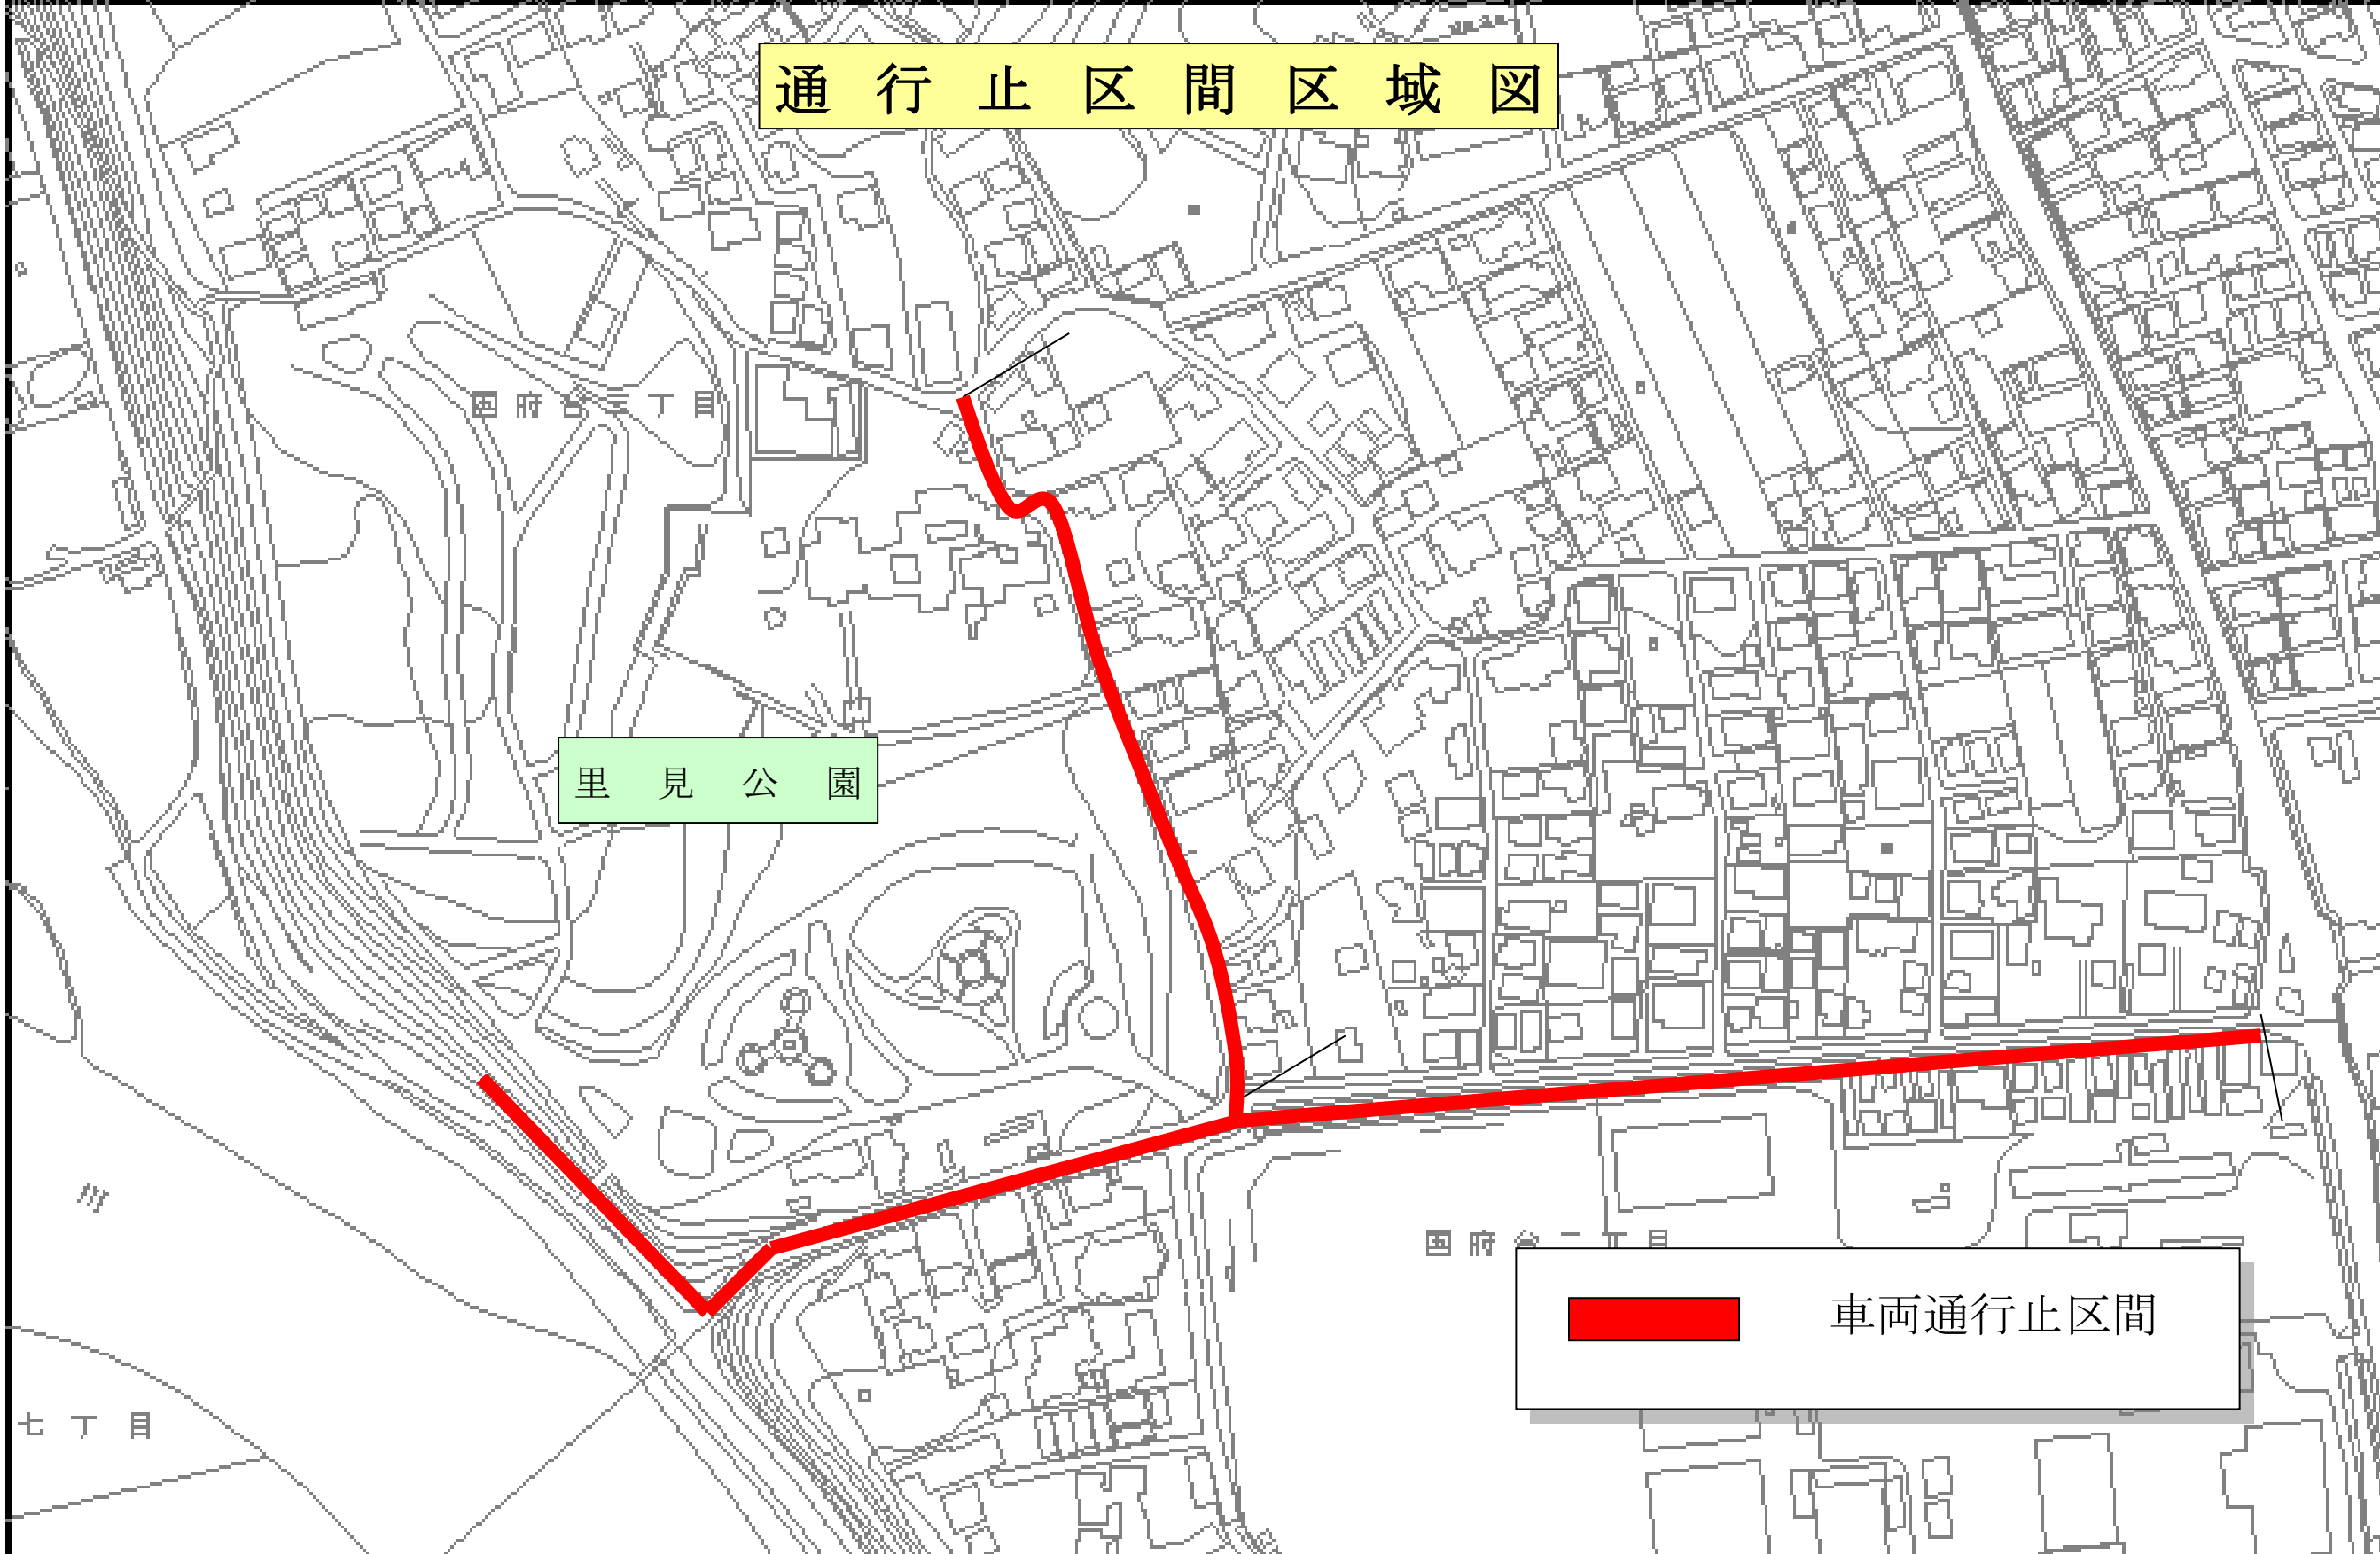 通行止区間区域図
国府台三丁目
里見公園
川
国府台二丁目
車両通行止区間
七丁目